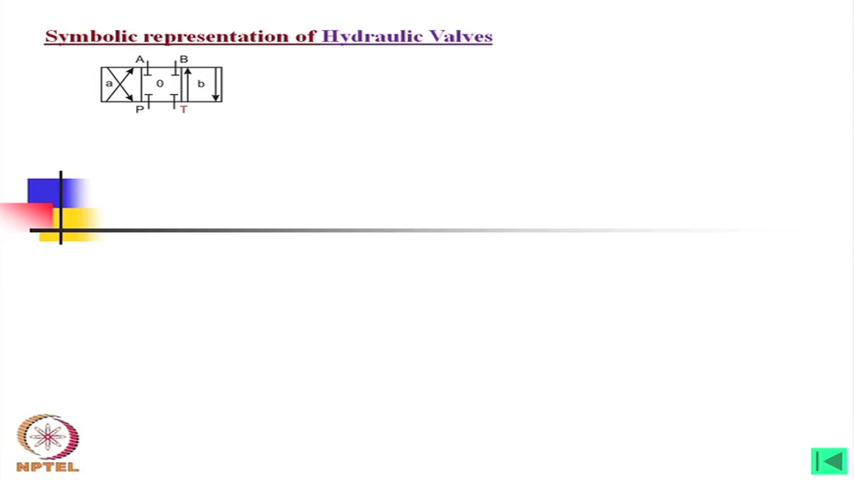 Symbolic representation of Hydraulic Valves
A B
a 0 b
P T
NPTEL